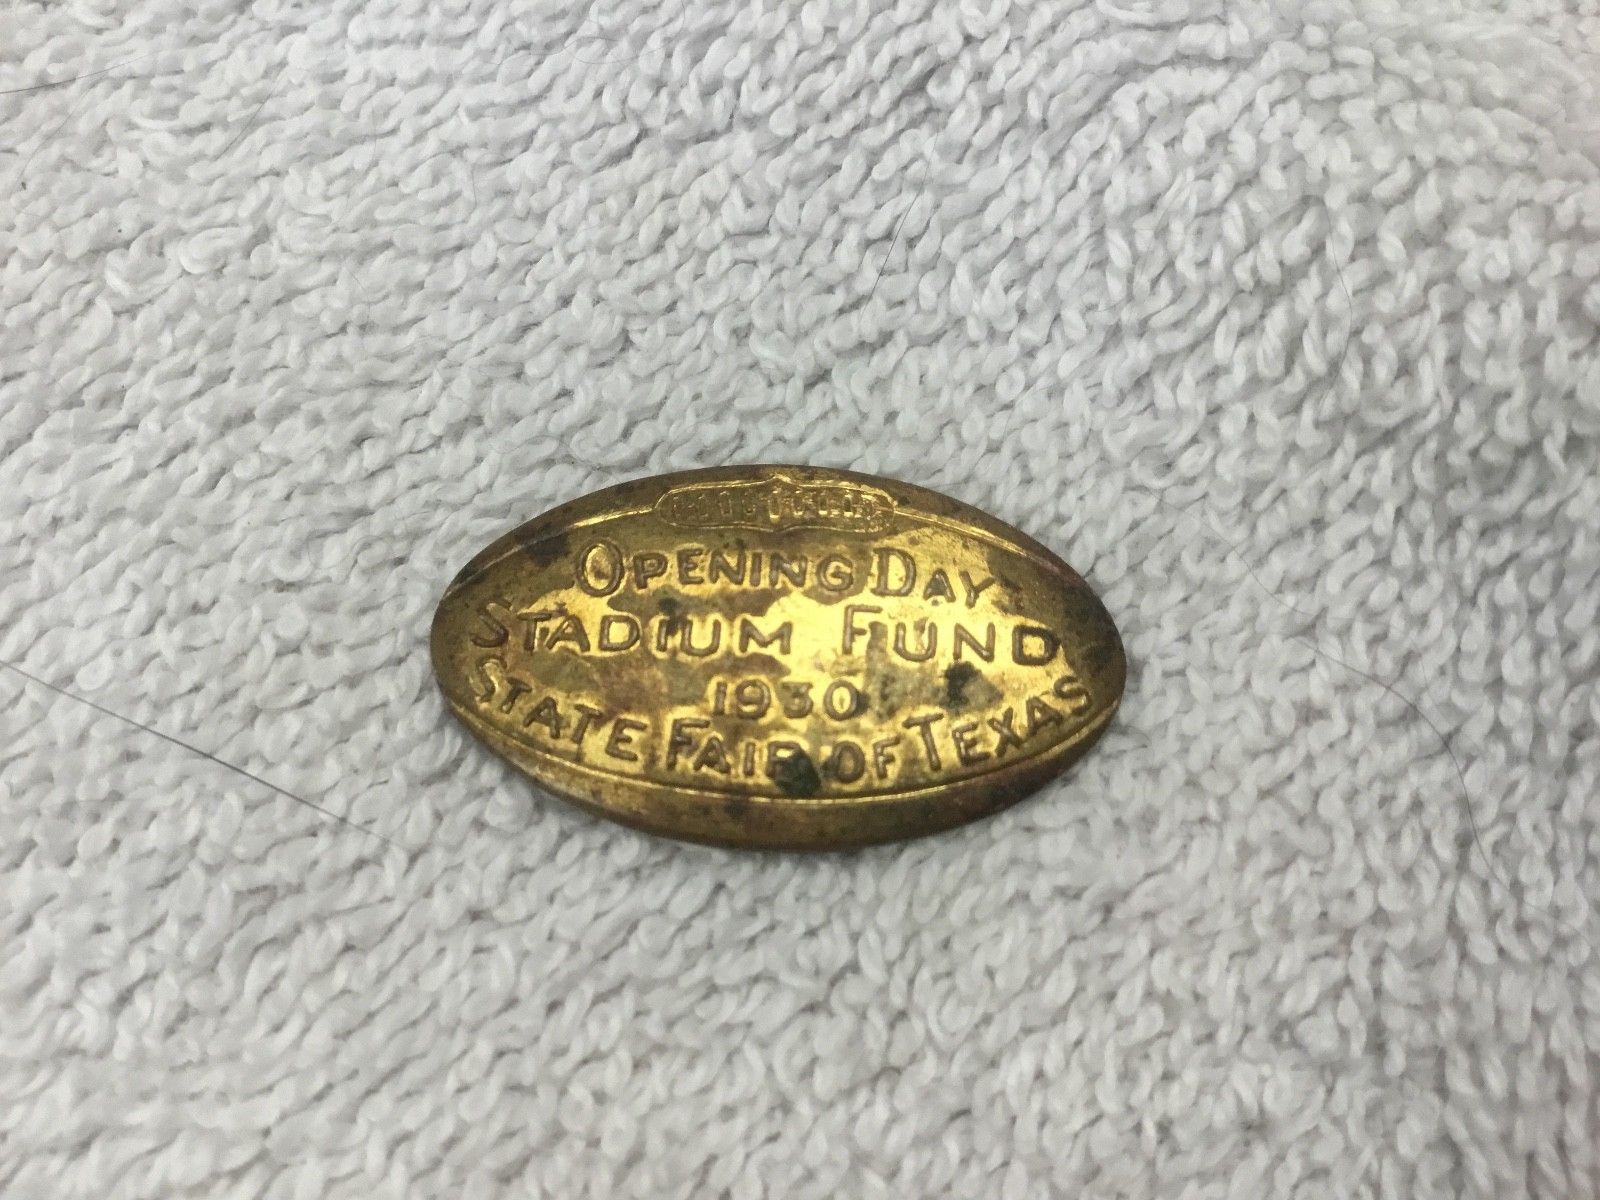 OPENING DAY
STADIUM FUND
1930
STATE FAIR OF TEXAS